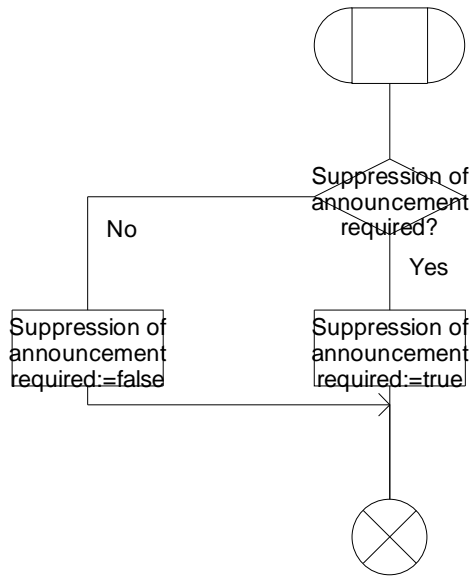 Suppression of
announcement
required?
No
Yes
Suppression of
announcement
required:=false
Suppression of
announcement
required:=true